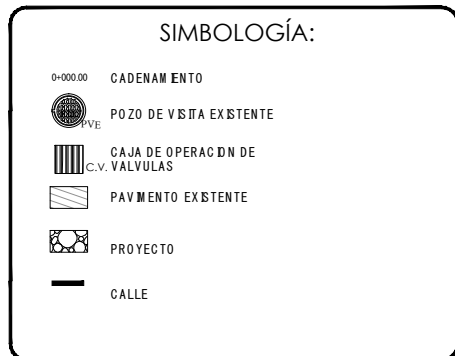 SIMBOLOGÍA:
0+000.00 CADENAMIENTO
PVE POZO DE VISITA EXISTENTE
CAJA DE OPERACION DE
C.V. VALVULAS
PAVIMENTO EXISTENTE
PROYECTO
CALLE